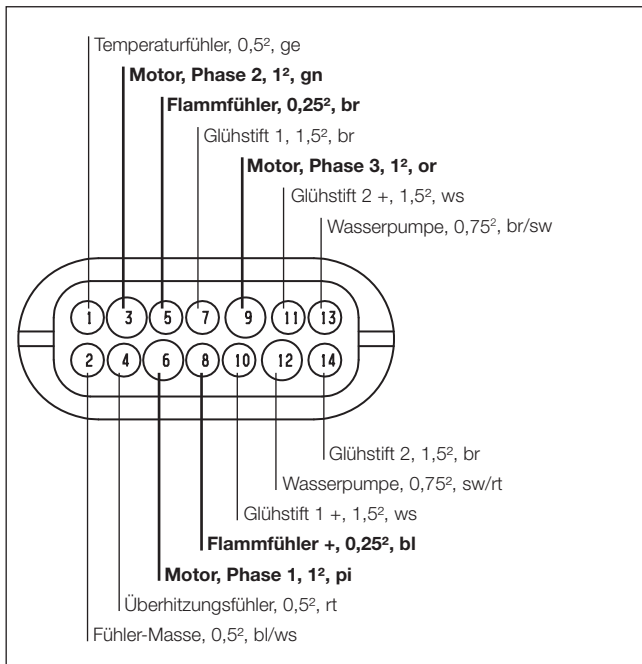 Temperaturfühler, 0,5², ge
Motor, Phase 2, 1², gn
Flammfühler, 0,25², br
Glühstift 1, 1,5², br
Motor, Phase 3, 1², or
Glühstift 2 +, 1,5², ws
Wasserpumpe, 0,75², br/sw
1 3 5 7 9 11 13
2 4 6 8 10 12 14
Glühstift 2, 1,5², br
Wasserpumpe, 0,75², sw/rt
Glühstift 1 +, 1,5², ws
Flammfühler +, 0,25², bl
Motor, Phase 1, 1², pi
Überhitzungsfühler, 0,5², rt
Fühler-Masse, 0,5², bl/ws